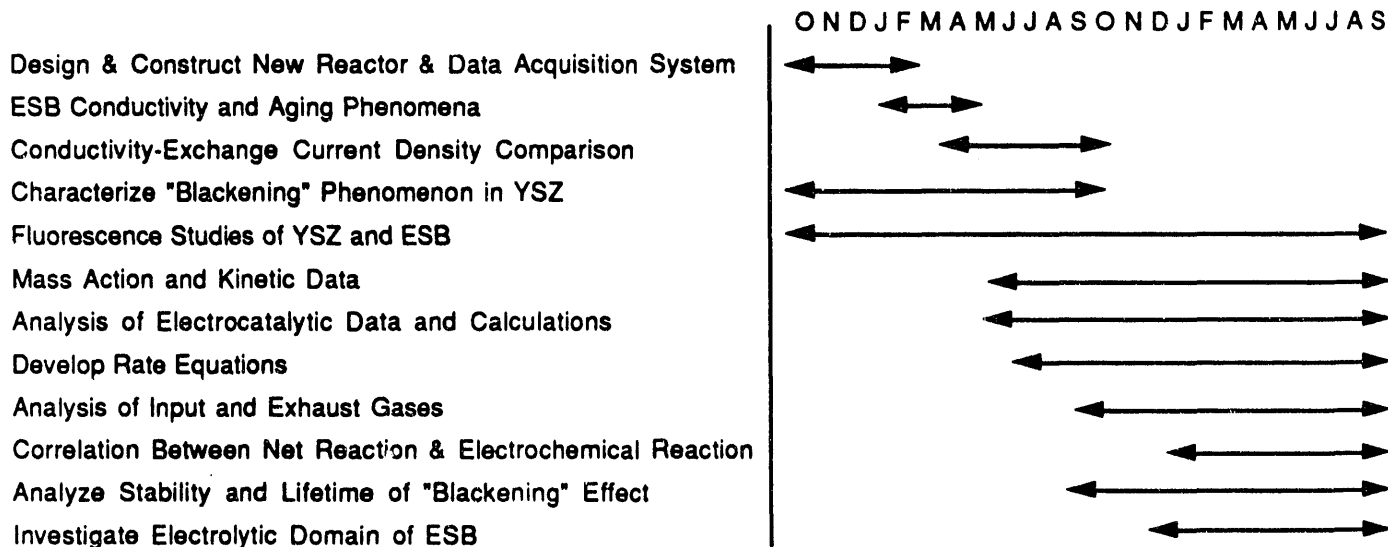 O N D J F M A M J J A S O N D J F M A M J J A S
Design & Construct New Reactor & Data Acquisition System
ESB Conductivity and Aging Phenomena
Conductivity-Exchange Current Density Comparison
Characterize "Blackening" Phenomenon in YSZ
Fluorescence Studies of YSZ and ESB
Mass Action and Kinetic Data
Analysis of Electrocatalytic Data and Calculations
Develop Rate Equations
Analysis of Input and Exhaust Gases
Correlation Between Net Reaction & Electrochemical Reaction
Analyze Stability and Lifetime of "Blackening" Effect
Investigate Electrolytic Domain of ESB